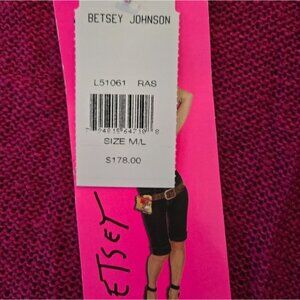 BETSEY JOHNSON
L51061 RAS
SIZE M/L
$178.00
ETSEY